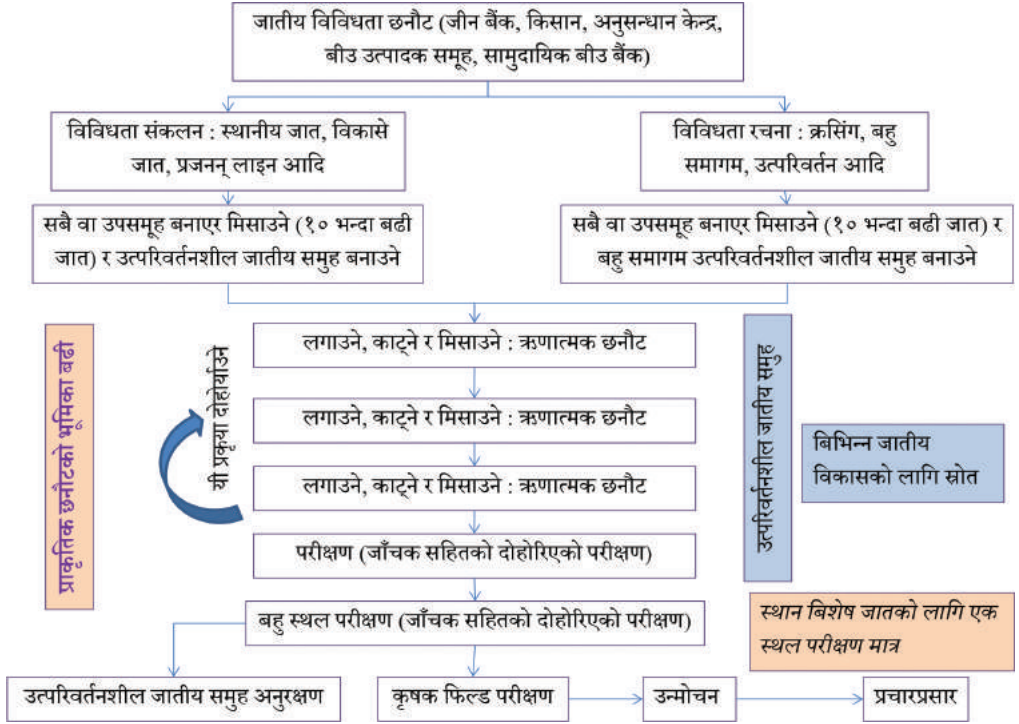 जातीय विविधता छनौट (जीन बैंक, किसान, अनुसन्धान केन्द्र,
बीउ उत्पादक समूह, सामुदायिक बीउ बैंक)
विविधता संकलन : स्थानीय जात, विकासे
जात, प्रजनन् लाइन आदि
विविधता रचना : क्रसिंग, बहु
समागम, उत्परिवर्तन आदि
सबै वा उपसमूह बनाएर मिसाउने (१० भन्दा बढी
जात) र उत्परिवर्तनशील जातीय समुह बनाउने
सबै वा उपसमूह बनाएर मिसाउने (१० भन्दा बढी जात) र
बहु समागम उत्परिवर्तनशील जातीय समुह बनाउने
प्राकृतिक छनौटको भूमिका बढी
यी प्रकृया दोहोर्याउने
लगाउने, काट्ने र मिसाउने : ऋणात्मक छनौट
लगाउने, काट्ने र मिसाउने : ऋणात्मक छनौट
लगाउने, काट्ने र मिसाउने : ऋणात्मक छनौट
उत्परिवर्तनशील जातीय समुह
बिभिन्न जातीय
विकासको लागि स्रोत
परीक्षण (जाँचक सहितको दोहोरिएको परीक्षण)
बहु स्थल परीक्षण (जाँचक सहितको दोहोरिएको परीक्षण)
स्थान बिशेष जातको लागि एक
स्थल परीक्षण मात्र
उत्परिवर्तनशील जातीय समुह अनुरक्षण
कृषक फिल्ड परीक्षण
उन्मोचन
प्रचारप्रसार